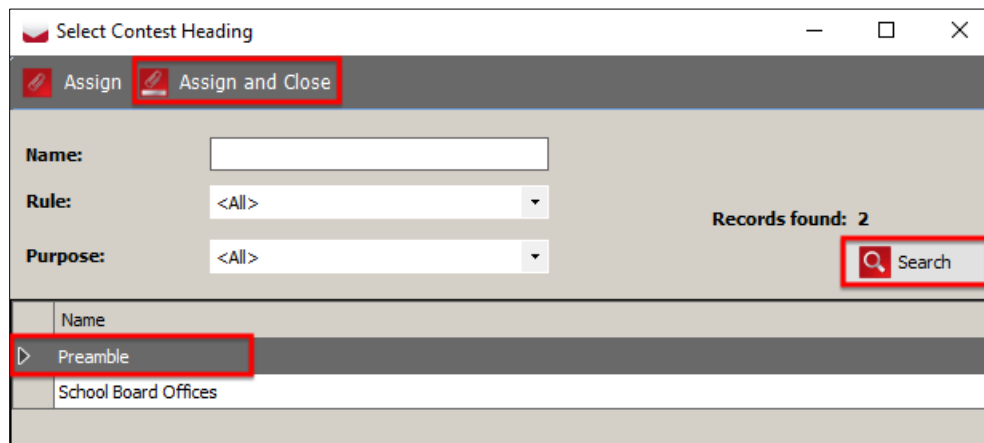 Select Contest Heading
Assign Assign and Close
Name:
Rule: <All>
Records found: 2
Purpose: <All>
Search
Name
Preamble
School Board Offices